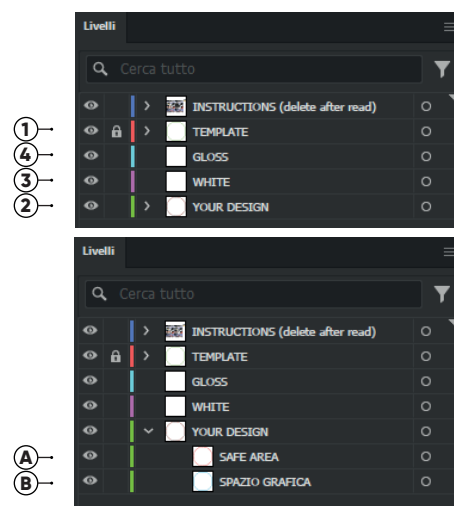 Livelli
Cerca tutto
INSTRUCTIONS (delete after read)
1 TEMPLATE
4 GLOSS
3 WHITE
2 YOUR DESIGN
Livelli
Cerca tutto
INSTRUCTIONS (delete after read)
TEMPLATE
GLOSS
WHITE
YOUR DESIGN
A SAFE AREA
B SPAZIO GRAFICA